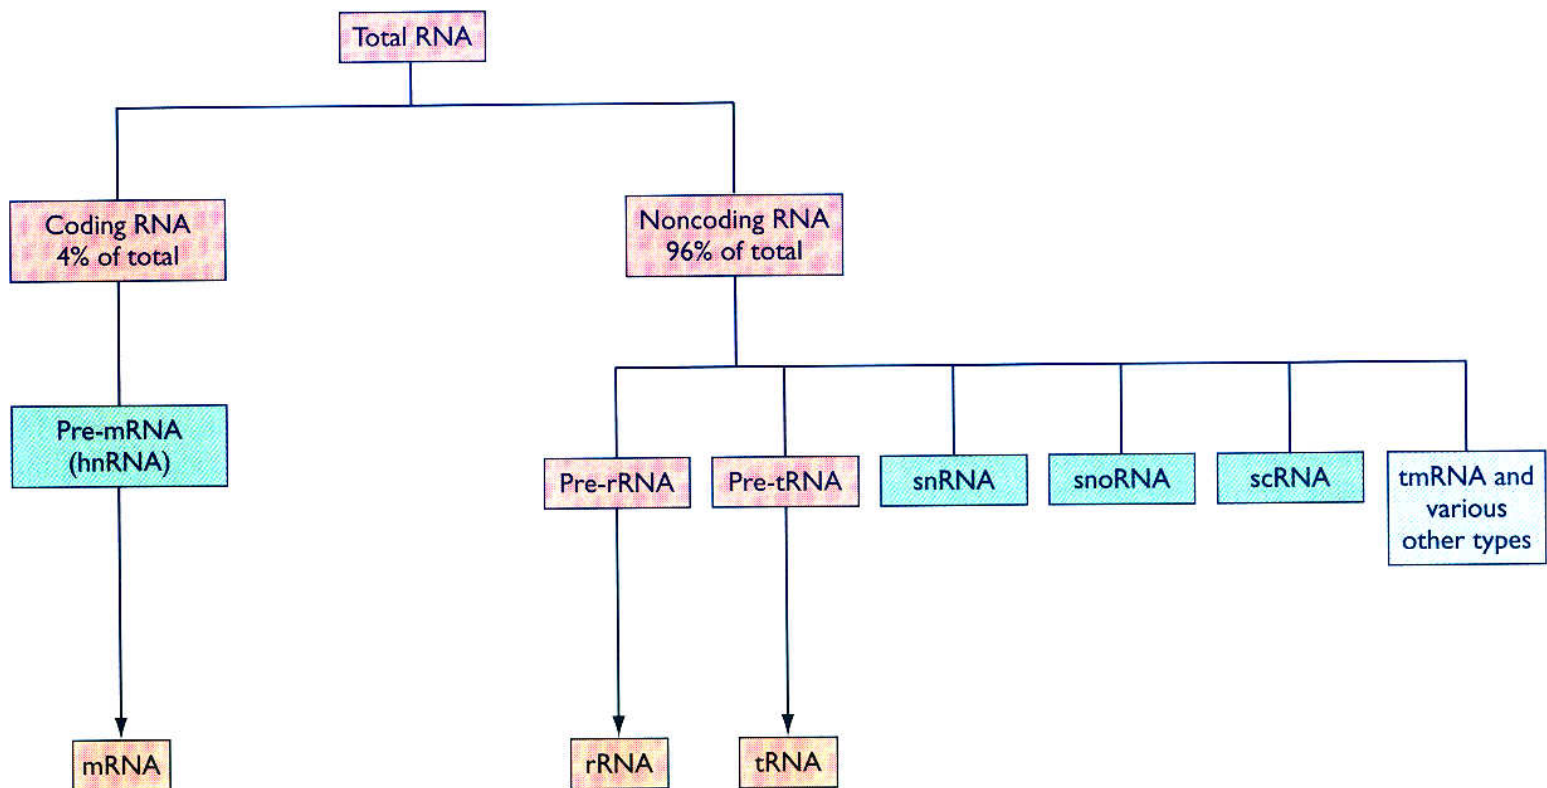 Total RNA
Coding RNA
4% of total
Noncoding RNA
96% of total
Pre-mRNA
(hnRNA)
Pre-rRNA
Pre-tRNA
snRNA
snoRNA
scRNA
tmRNA and
various
other types
mRNA
rRNA
tRNA